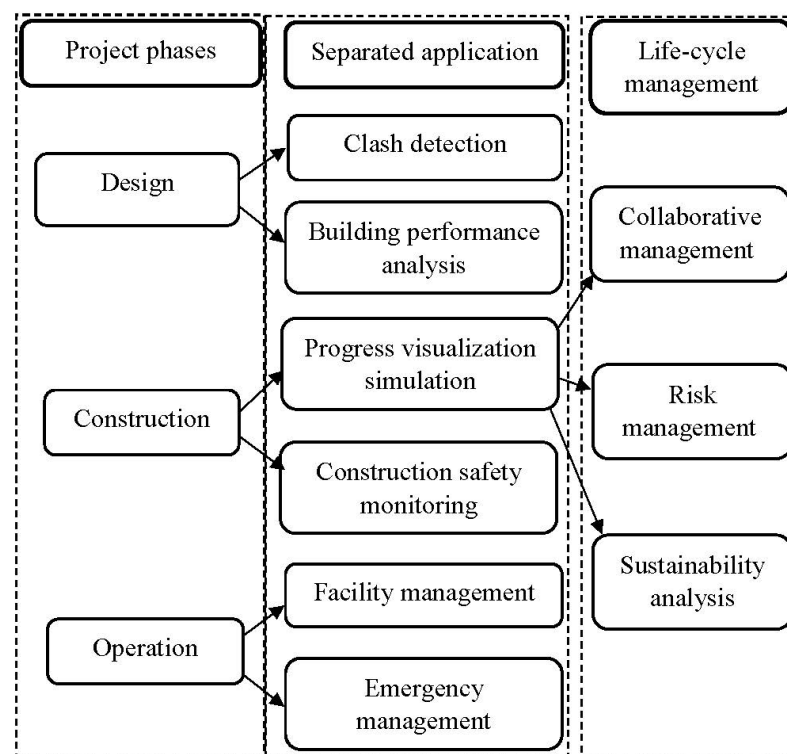 Project phases
Design
Construction
Operation
Separated application
Clash detection
Building performance
analysis
Progress visualization
simulation
Construction safety
monitoring
Facility management
Emergency
management
Life-cycle
management
Collaborative
management
Risk
management
Sustainability
analysis